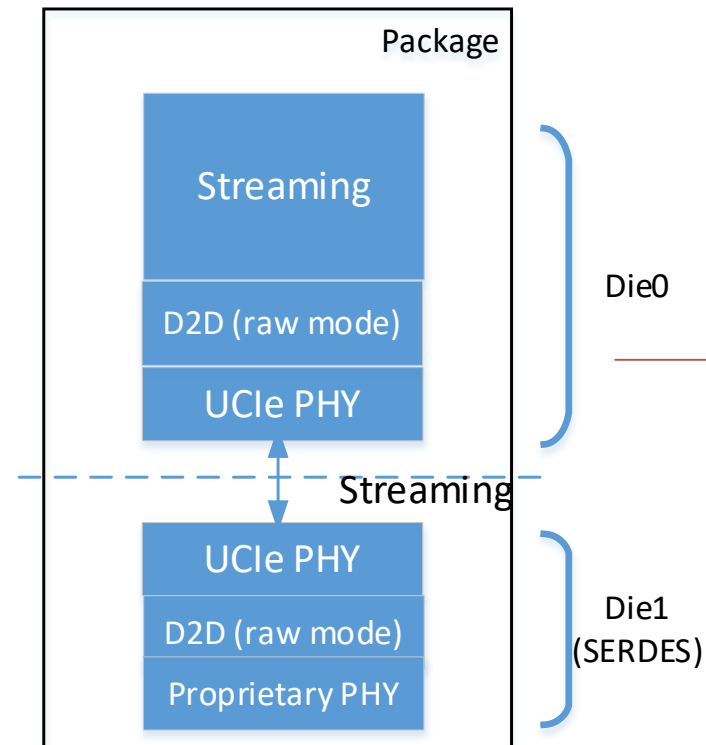 Package
Streaming
D2D (raw mode)
UCIe PHY
Die0
Streaming
UCIe PHY
D2D (raw mode)
Proprietary PHY
Die1
(SERDES)